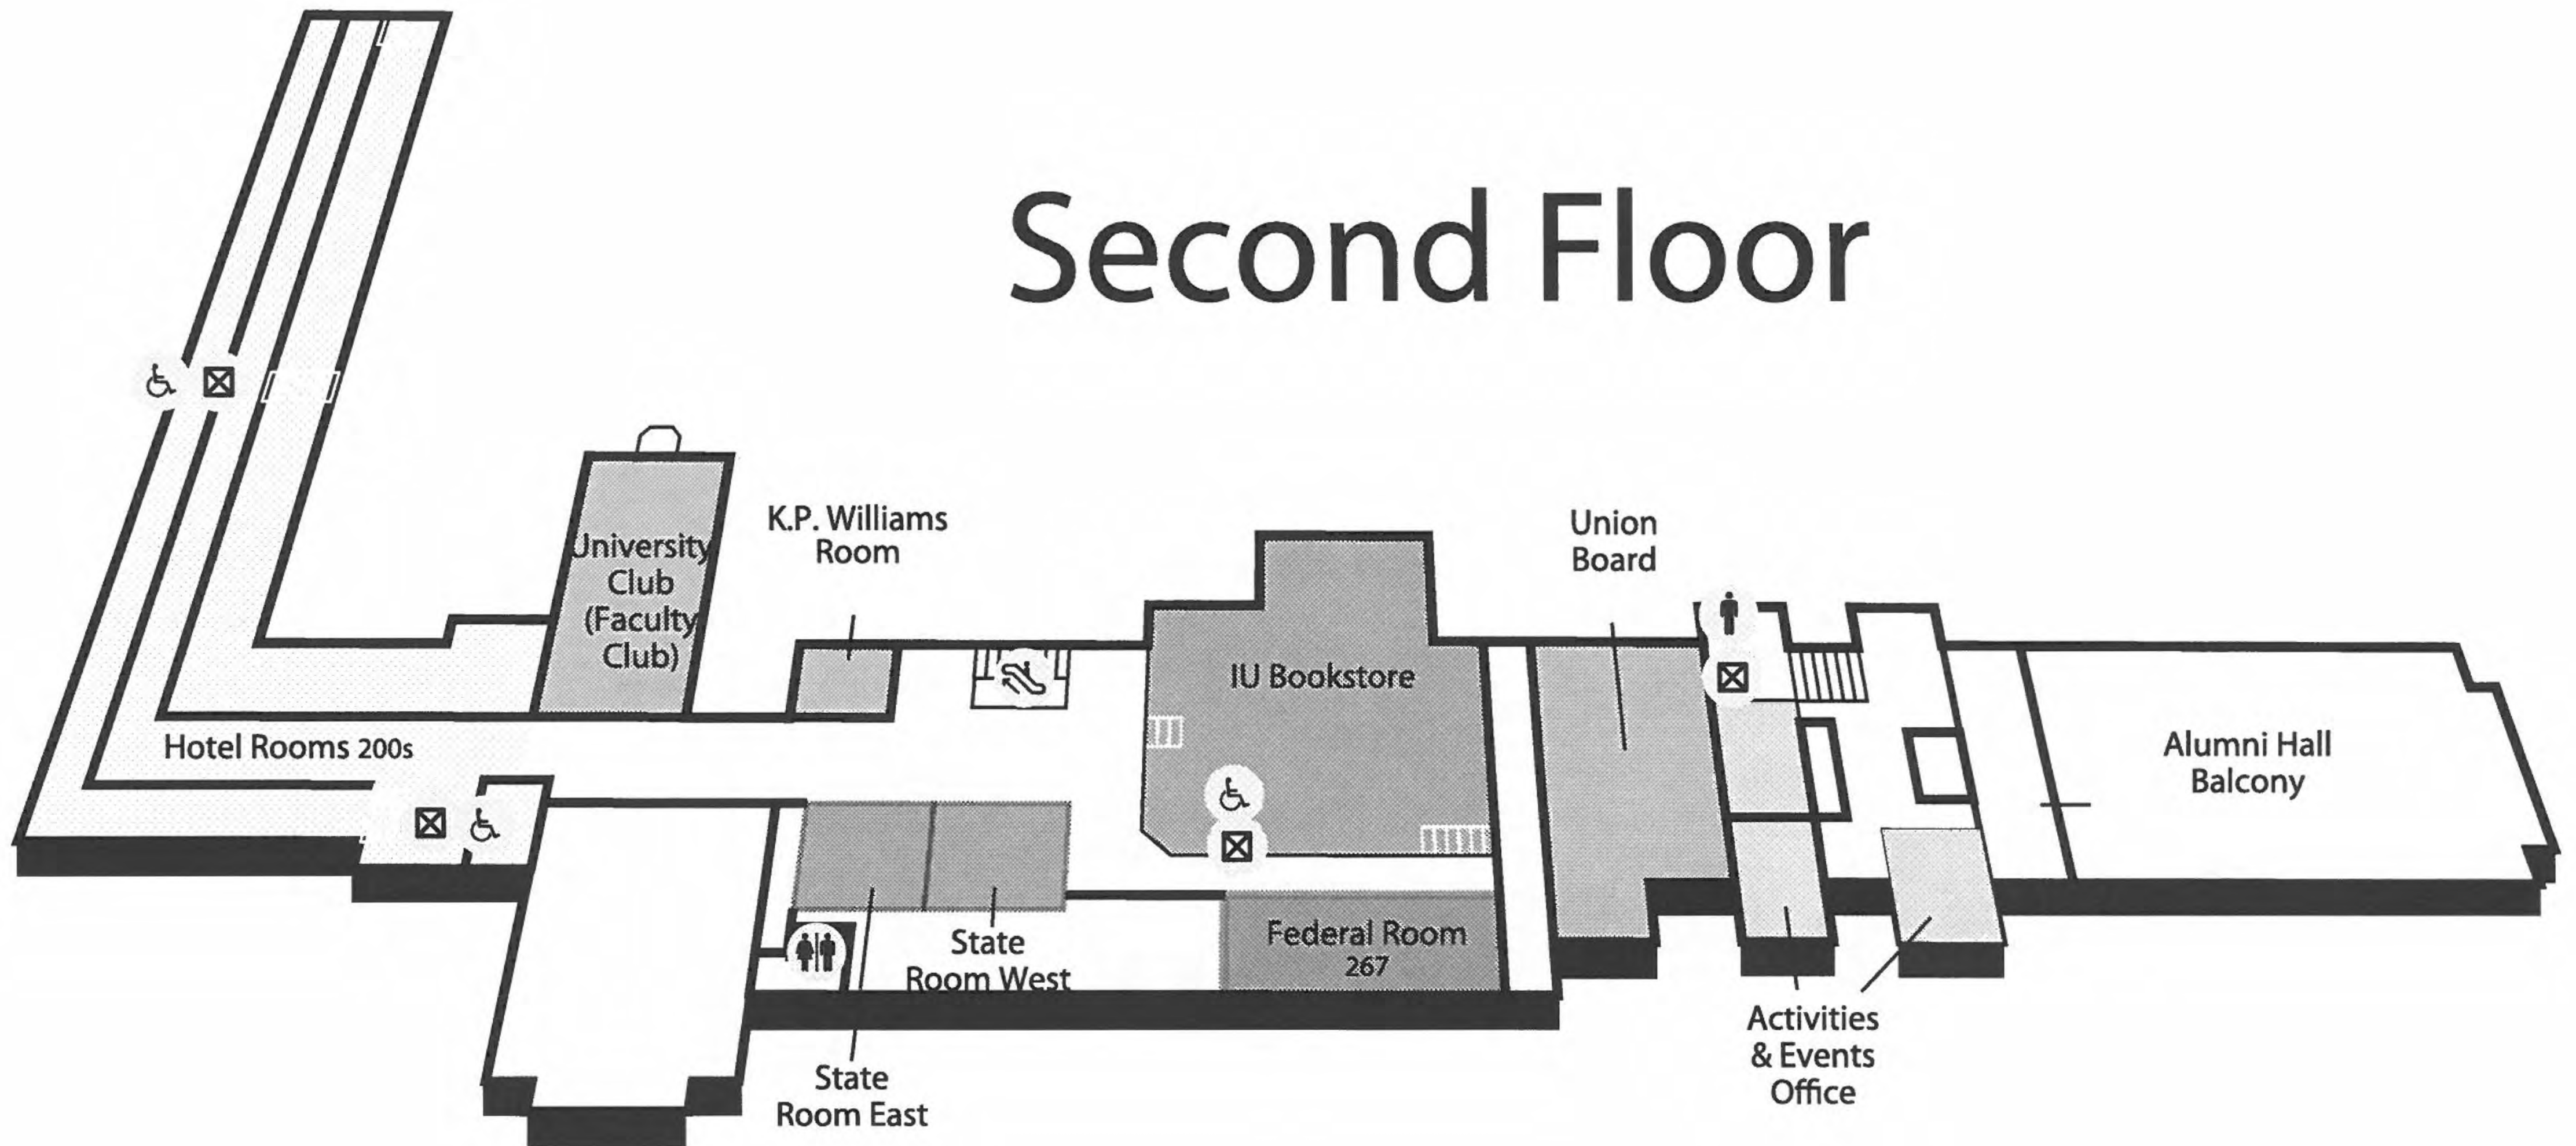 Second Floor
University
Club
(Faculty
Club)
K.P. Williams
Room
Union
Board
IU Bookstore
Hotel Rooms 200s
Alumni Hall
Balcony
State
Room West
Federal Room
267
State
Room East
Activities
& Events
Office